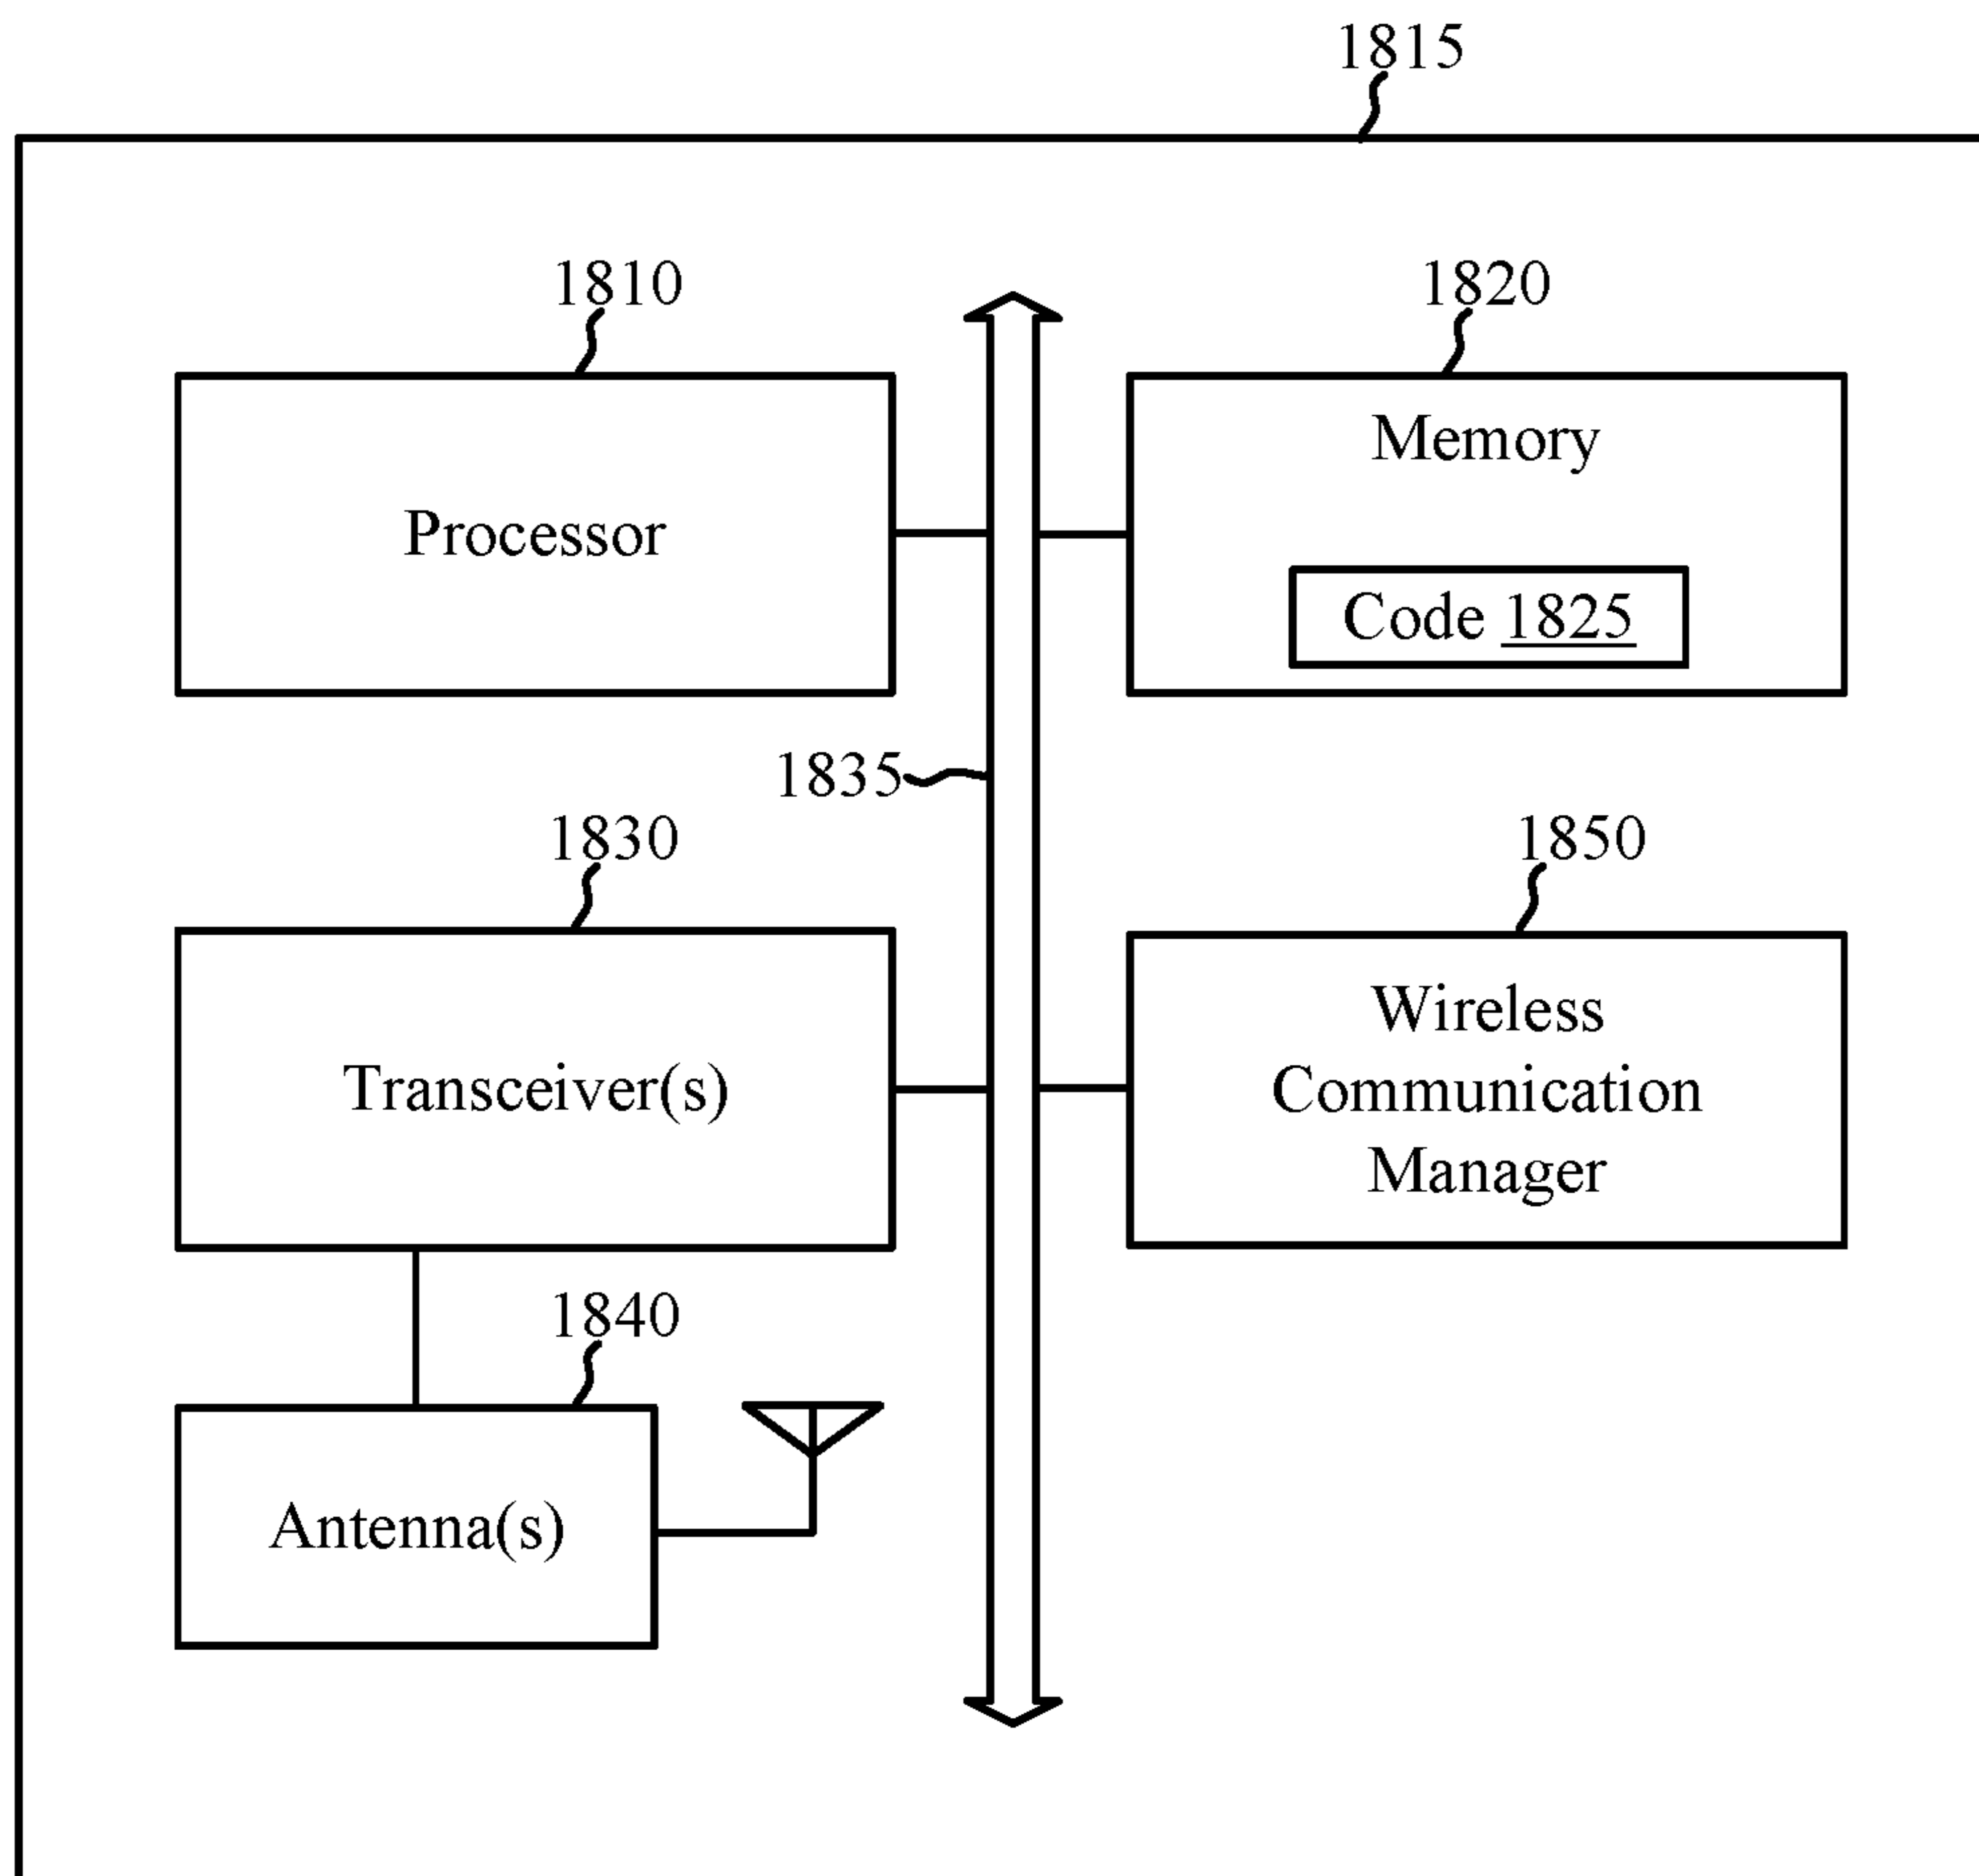 1815
1810
1820
Processor
Memory
Code 1825
1835
1830
1850
Transceiver(s)
Wireless
Communication
Manager
1840
Antenna(s)